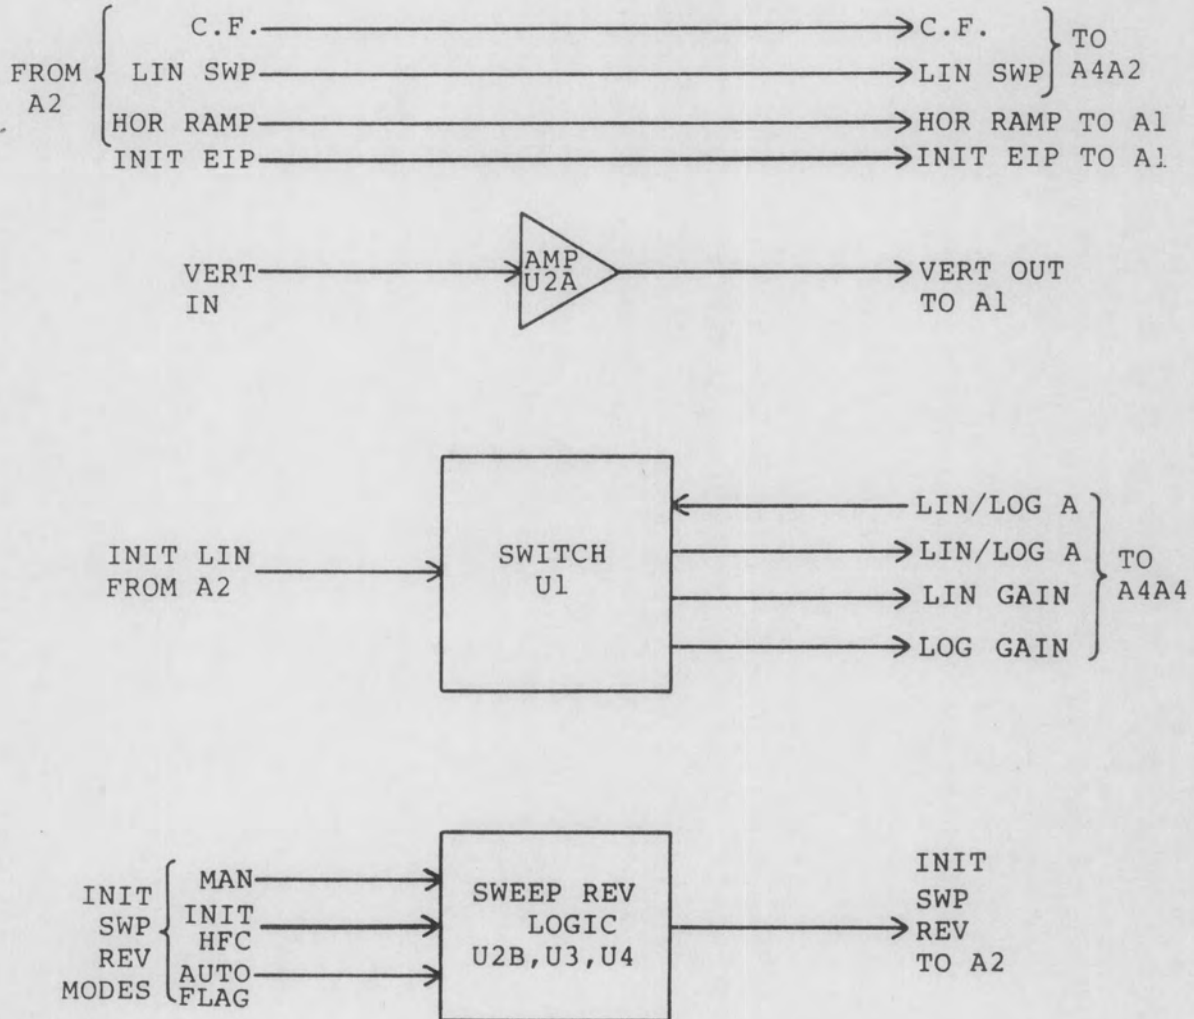 C.F.
C.F.
TO
A4A2
FROM
A2
LIN SWP
LIN SWP
HOR RAMP
HOR RAMP TO A1
INIT EIP
INIT EIP TO A1
VERT
IN
AMP
U2A
VERT OUT
TO A1
INIT LIN
FROM A2
SWITCH
U1
LIN/LOG A
LIN/LOG A
LIN GAIN
LOG GAIN
TO
A4A4
INIT
SWP
REV
MODES
MAN
INIT
HFC
AUTO
FLAG
SWEEP REV
LOGIC
U2B,U3,U4
INIT
SWP
REV
TO A2